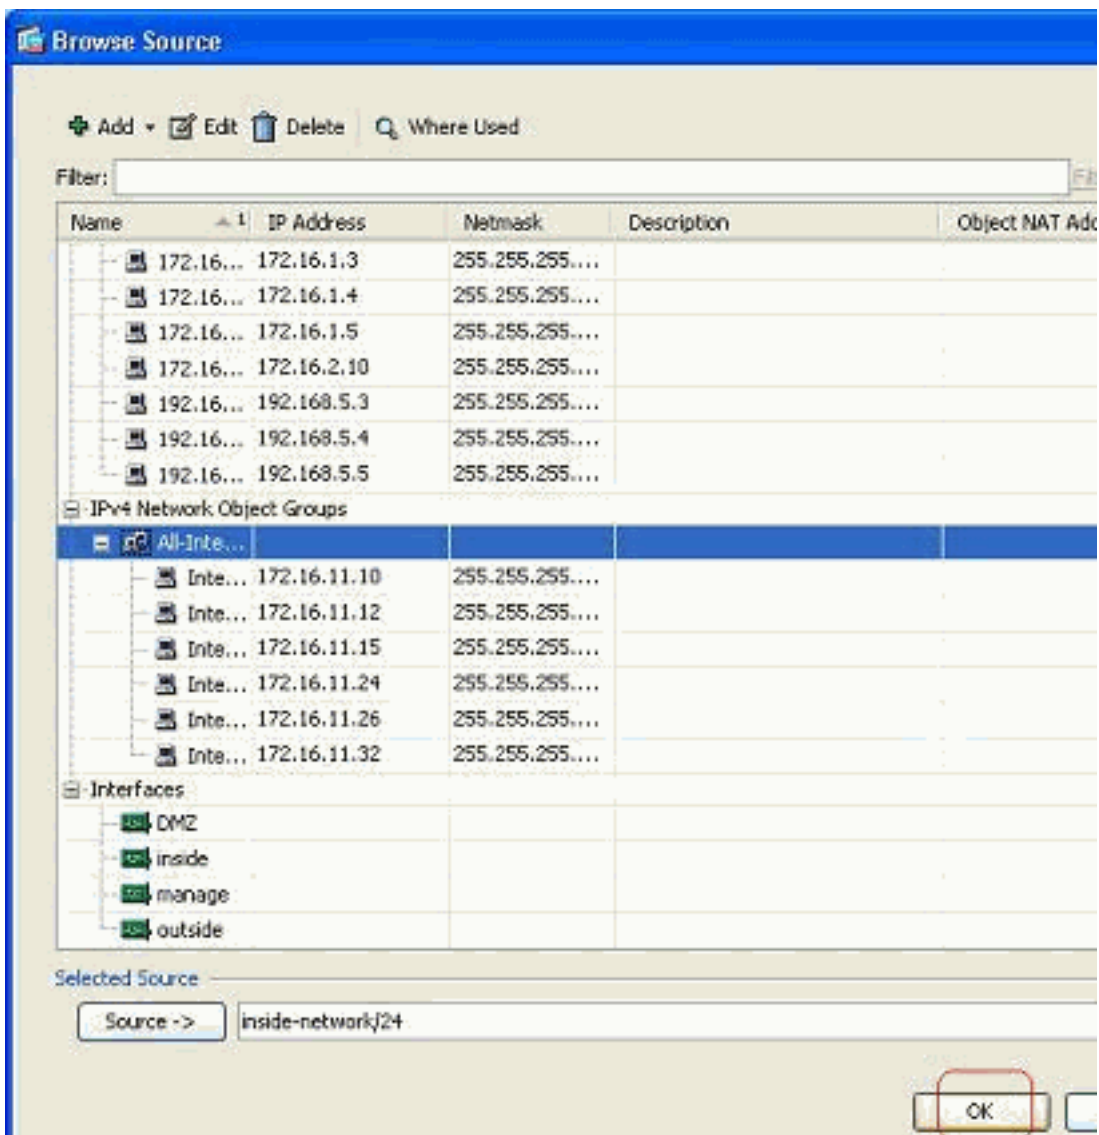 Browse Source
Add Edit Delete Where Used
Filter: Fil
Name 1 IP Address Netmask Description Object NAT Add
172.16... 172.16.1.3 255.255.255....
172.16... 172.16.1.4 255.255.255....
172.16... 172.16.1.5 255.255.255....
172.16... 172.16.2.10 255.255.255....
192.16... 192.168.5.3 255.255.255....
192.16... 192.168.5.4 255.255.255....
192.16... 192.168.5.5 255.255.255....
IPv4 Network Object Groups
All-Inte...
Inte... 172.16.11.10 255.255.255....
Inte... 172.16.11.12 255.255.255....
Inte... 172.16.11.15 255.255.255....
Inte... 172.16.11.24 255.255.255....
Inte... 172.16.11.26 255.255.255....
Inte... 172.16.11.32 255.255.255....
Interfaces
DMZ
inside
manage
outside
Selected Source
Source -> inside-network/24
OK